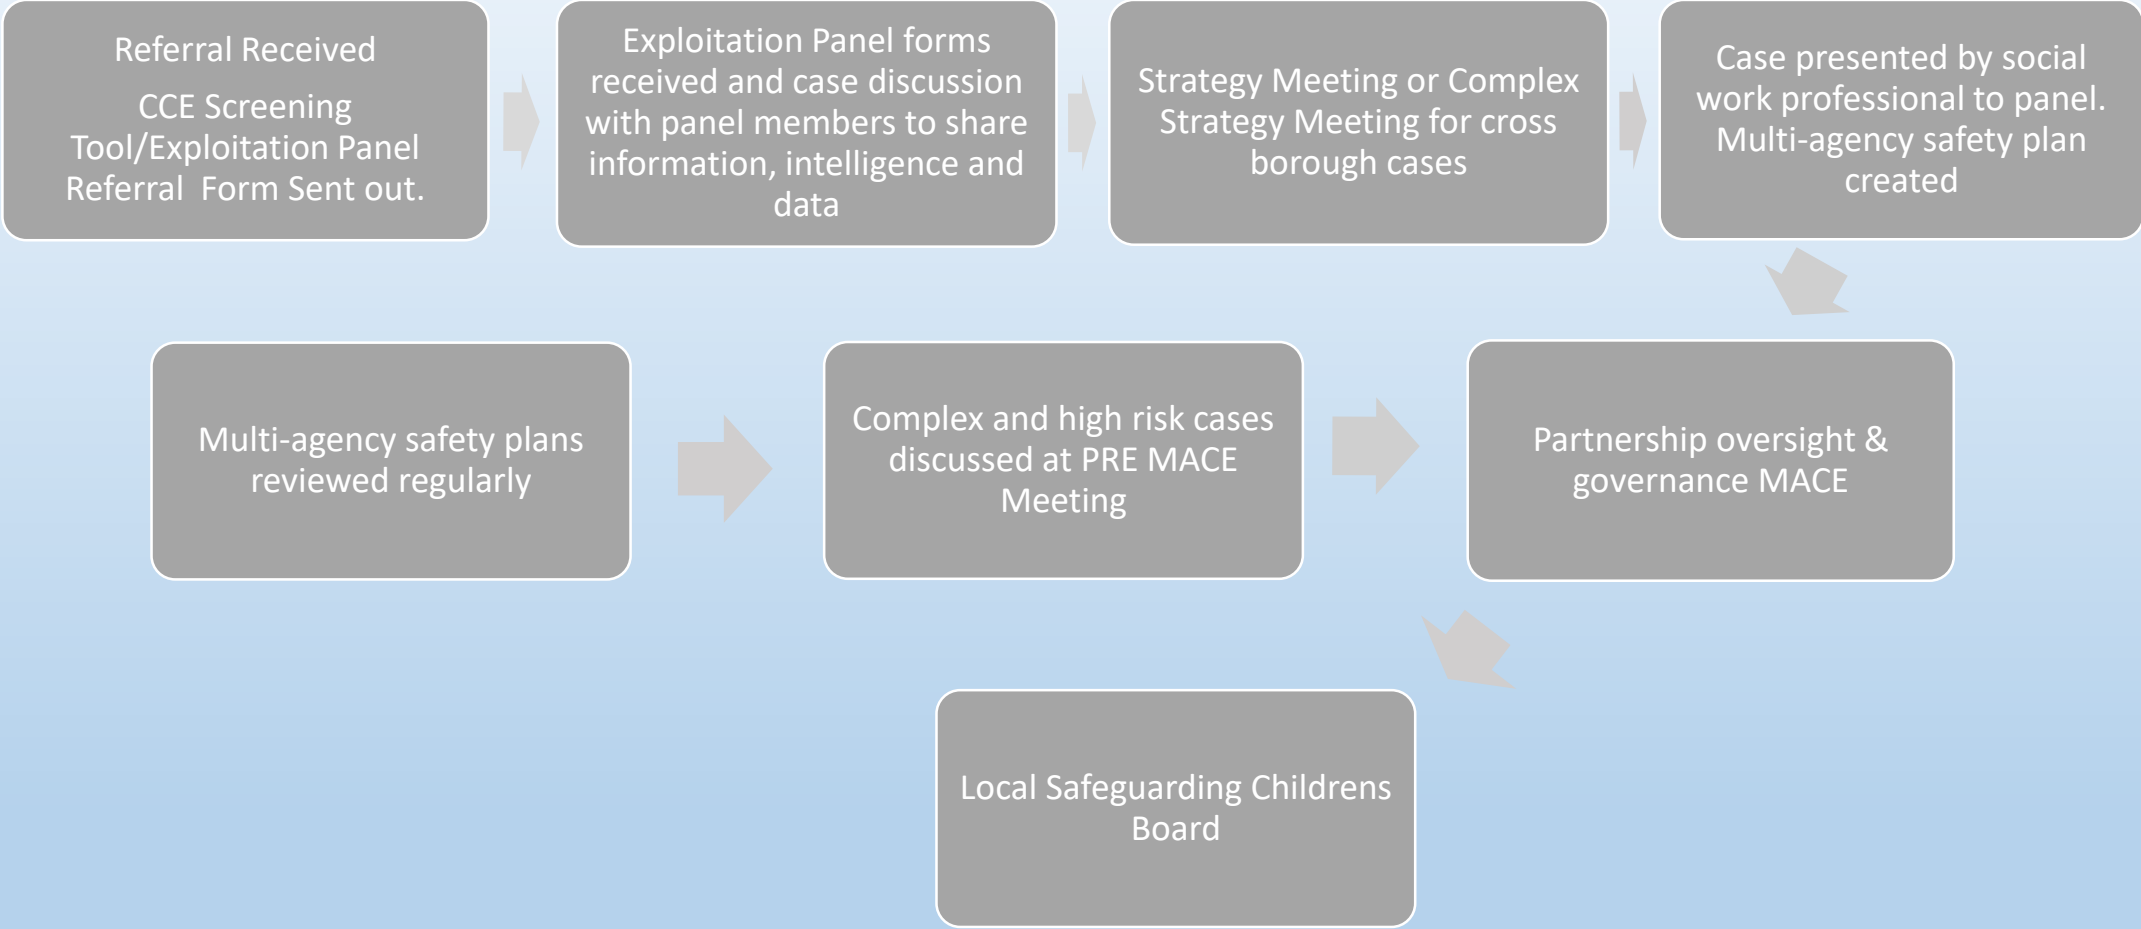 Referral Received
CCE Screening
Tool/Exploitation Panel
Referral  Form Sent out.
Exploitation Panel forms
received and case discussion
with panel members to share
information, intelligence and
data
Strategy Meeting or Complex
Strategy Meeting for cross
borough cases
Case presented by social
work professional to panel.
Multi-agency safety plan
created
Multi-agency safety plans
reviewed regularly
Complex and high risk cases
discussed at PRE MACE
Meeting
Partnership oversight &
governance MACE
Local Safeguarding Childrens
Board